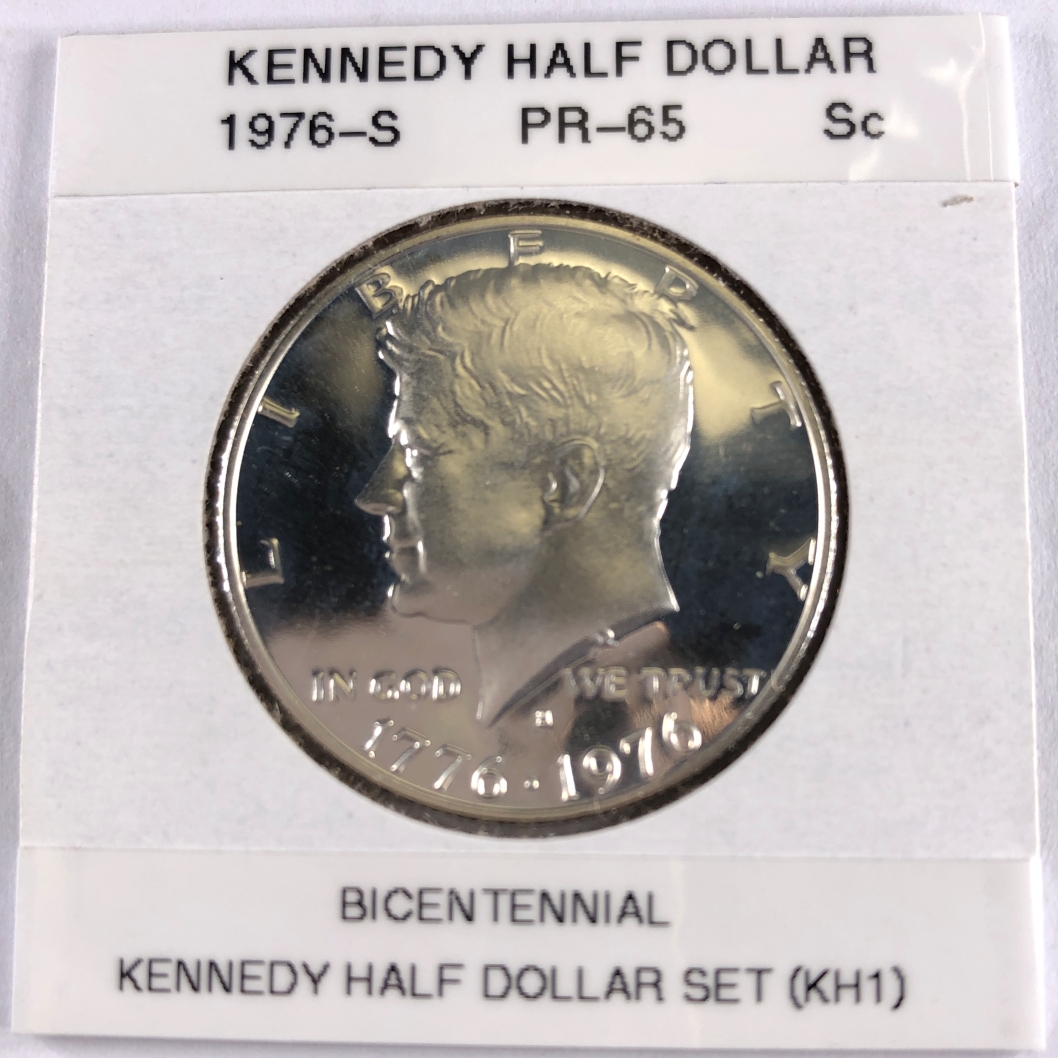 KENNEDY HALF DOLLAR
1976-S PR-65 Sc
LIBERTY
IN GOD WE TRUST
S
1776·1976
BICENTENNIAL
KENNEDY HALF DOLLAR SET (KH1)